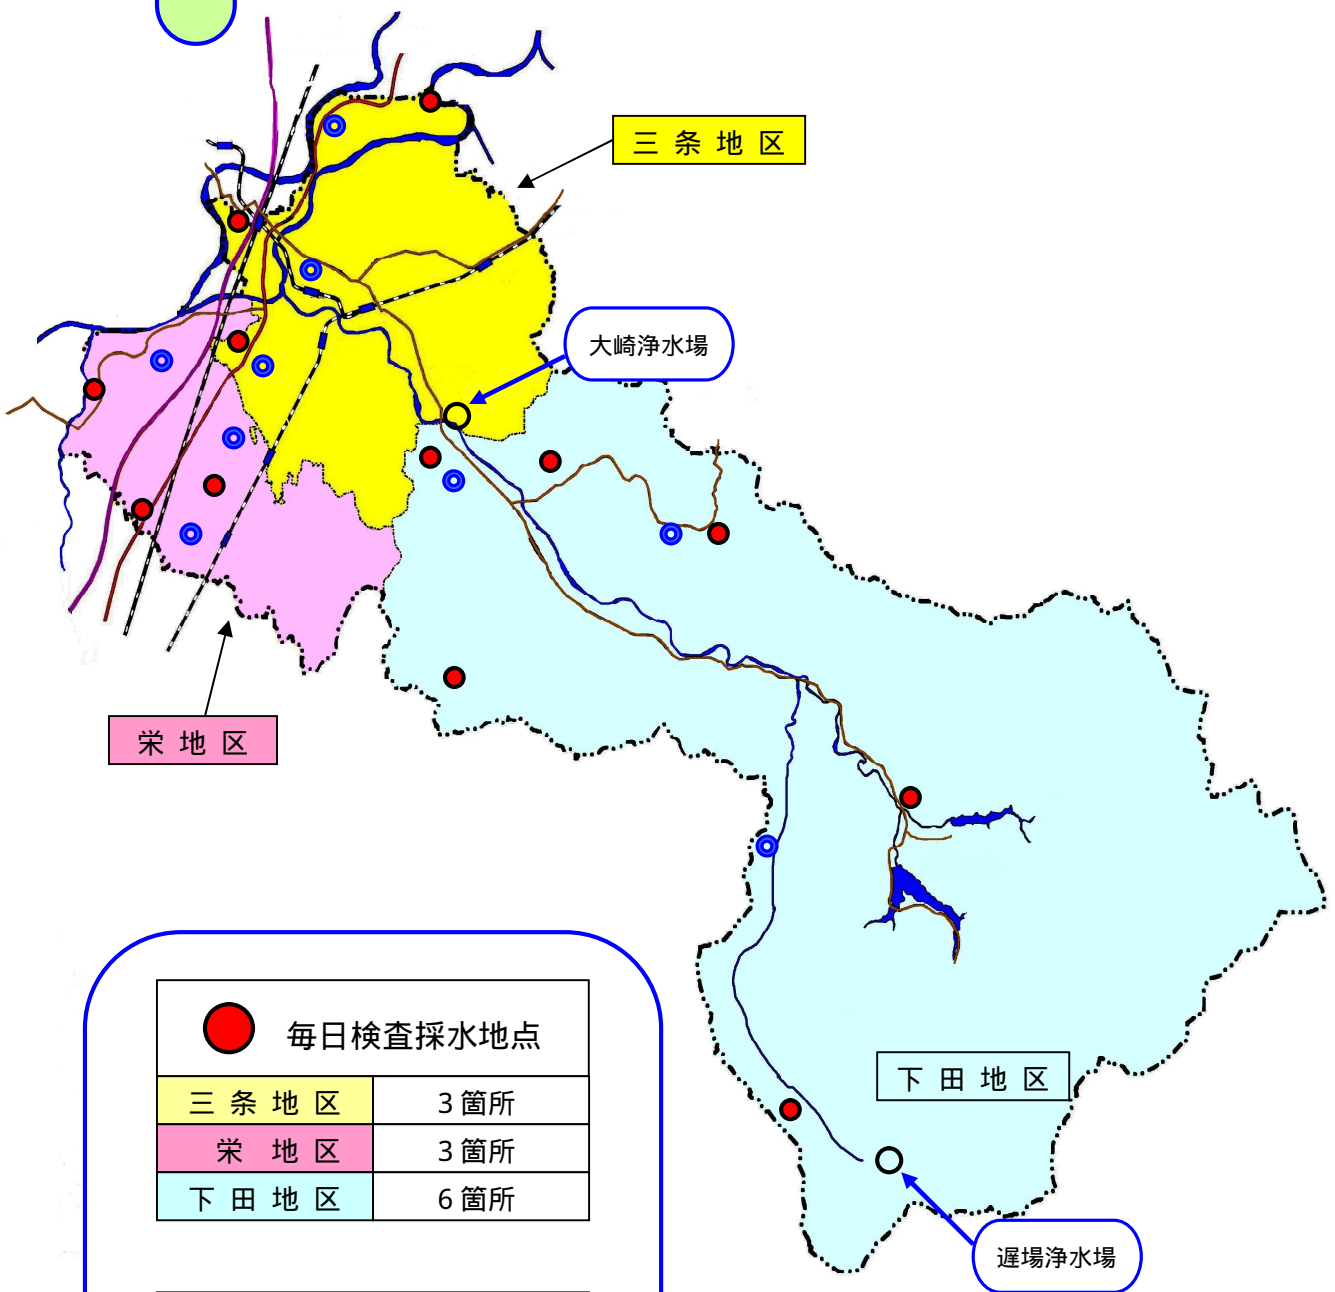 三条地区
大崎浄水場
栄地区
毎日検査採水地点
三条地区 3箇所
栄地区 3箇所
下田地区 6箇所
下田地区
遅場浄水場